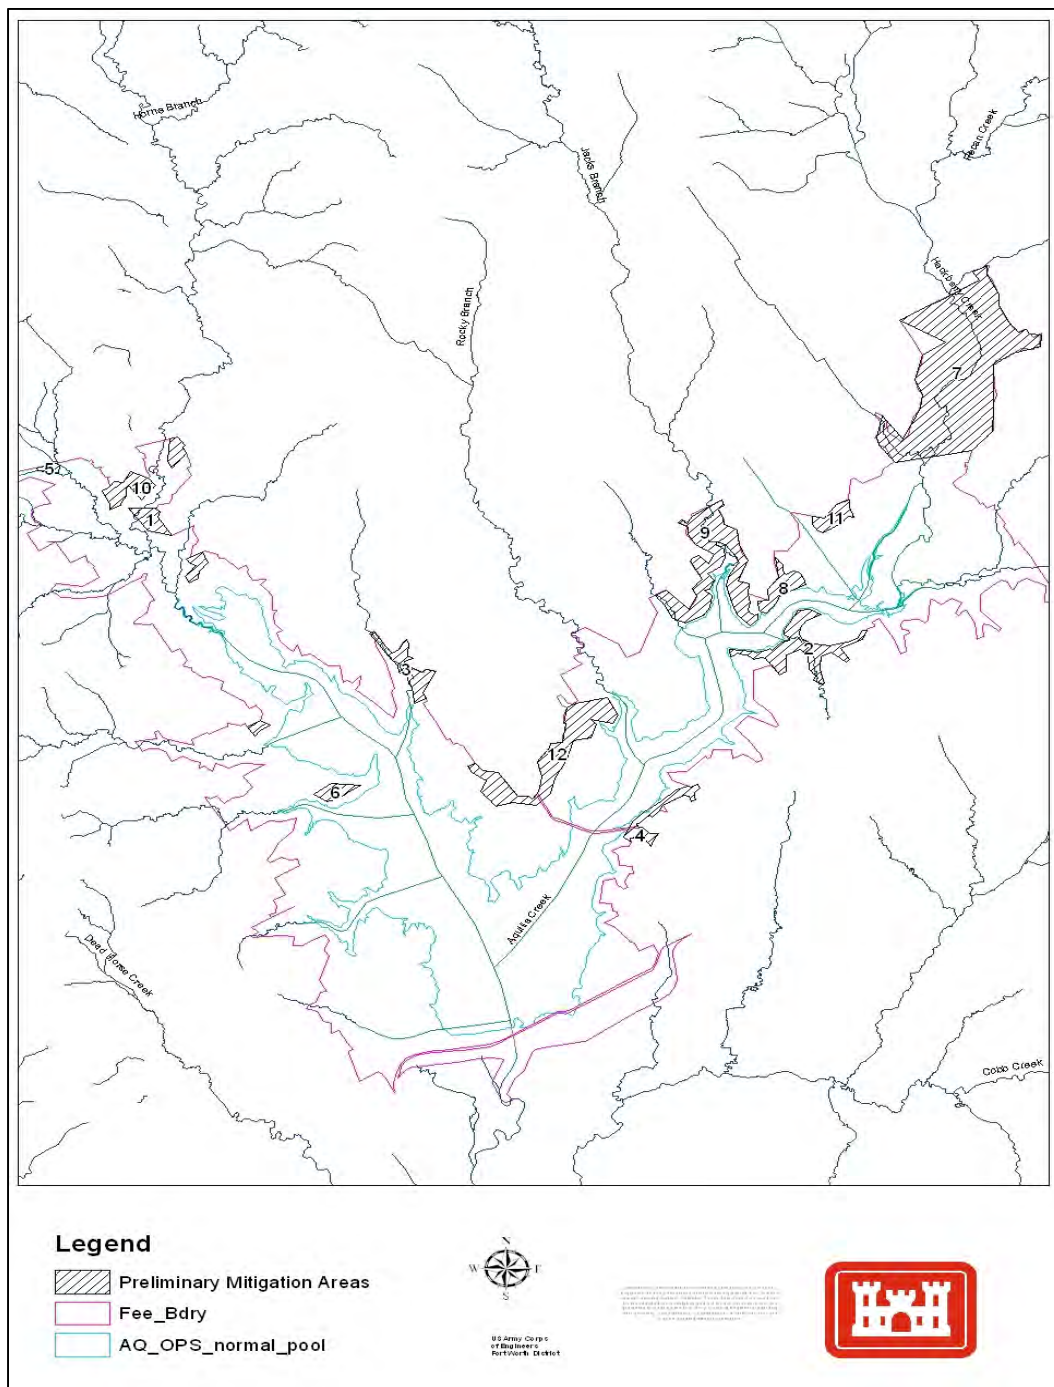 Horne Branch
Pecan Creek
Jacks Branch
Hackberry Creek
Rocky Branch
7
5
10
1
11
9
8
2
3
12
6
4
Aquilla Creek
Dead Horse Creek
Cobb Creek
Legend
Preliminary Mitigation Areas
Fee_Bdry
AQ_OPS_normal_pool
N
W E
S
US Army Corps
of Engineers
Fort Worth District